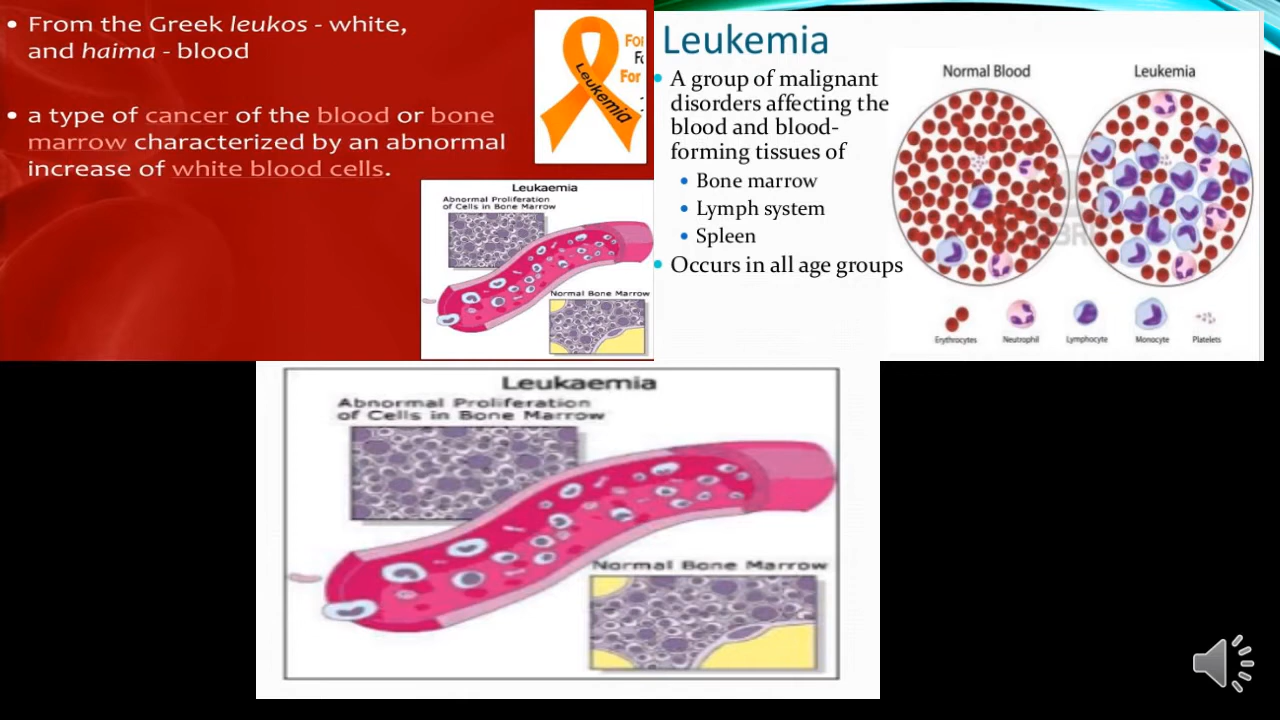 • From the Greek leukos - white,
and haima - blood
• a type of cancer of the blood or bone
marrow characterized by an abnormal
increase of white blood cells.
For
Leukemia
Leukaemia
Abnormal Proliferation
of Cells in Bone Marrow
Normal Bone Marrow
Leukemia
• A group of malignant
disorders affecting the
blood and blood-
forming tissues of
• Bone marrow
• Lymph system
• Spleen
• Occurs in all age groups
Normal Blood
Leukemia
Erythrocytes
Neutrophil
Lymphocyte
Monocyte
Platelets
Leukaemia
Abnormal Proliferation
of Cells in Bone Marrow
Normal Bone Marrow